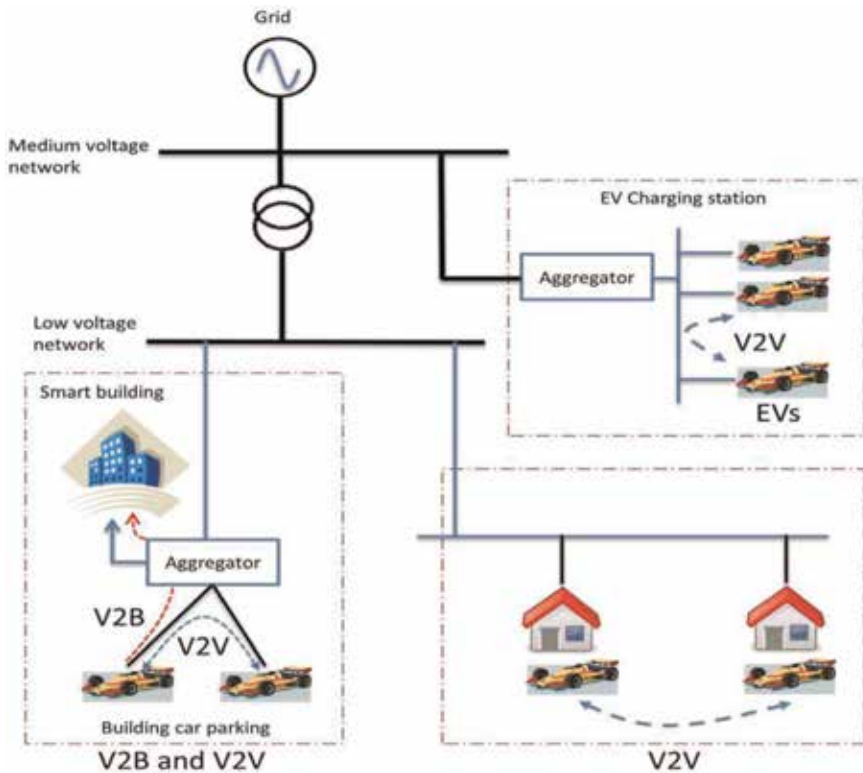 Grid
Medium voltage
network
EV Charging station
Aggregator
V2V
EVs
Low voltage
network
Smart building
Aggregator
V2B
V2V
Building car parking
V2B and V2V
V2V